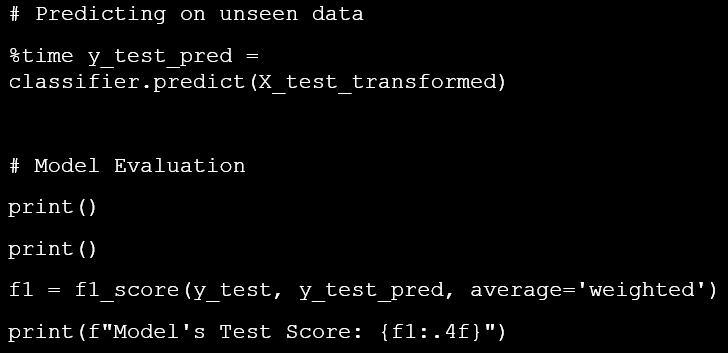 # Predicting on unseen data
%time y_test_pred =
classifier.predict(X_test_transformed)
# Model Evaluation
print()
print()
f1 = f1_score(y_test, y_test_pred, average='weighted')
print(f"Model's Test Score: {f1:.4f}")